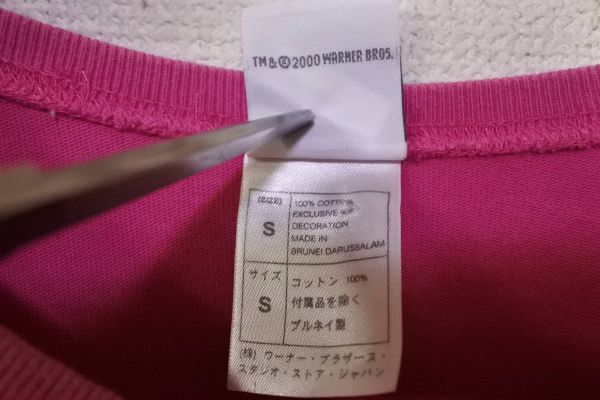 TM&©2000 WARNER BROS.
(SIZE)
S
100% COTTON
EXCLUSIVE OF
DECORATION
MADE IN
BRUNEI DARUSSALAM
サイズ
S
コットン 100%
付属品を除く
ブルネイ製
(株) ワーナー・ブラザース・
スタジオ・ストア・ジャパン